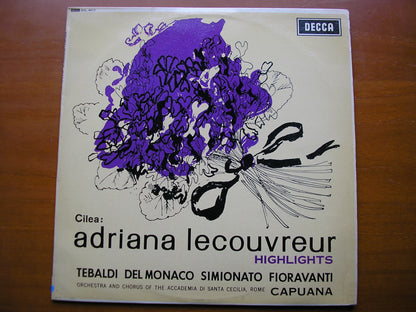 DECCA
Cilea:
adriana lecouvreur
HIGHLIGHTS
TEBALDI DEL MONACO SIMIONATO FIORAVANTI
ORCHESTRA AND CHORUS OF THE ACCADEMIA DI SANTA CECILIA, ROME CAPUANA